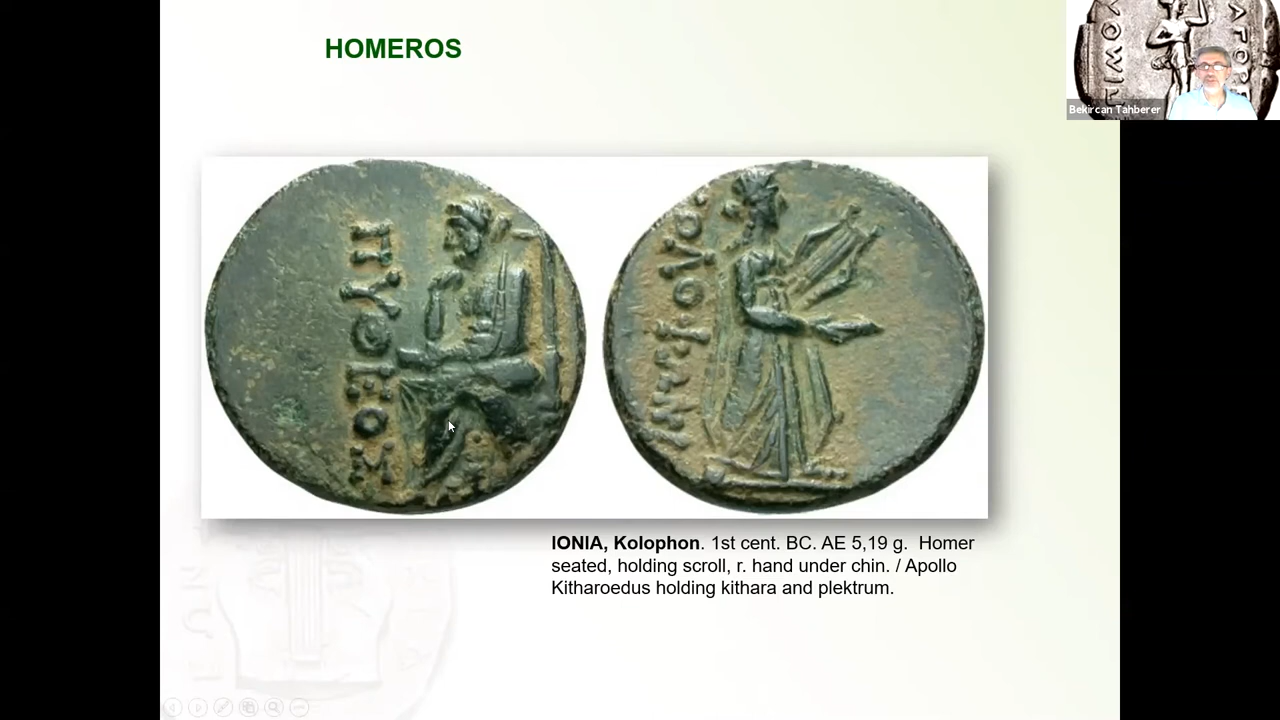 HOMEROS
Bekircan Tahberer
ΠΥΘΕΟΣ
IONIA, Kolophon. 1st cent. BC. AE 5,19 g. Homer
seated, holding scroll, r. hand under chin. / Apollo
Kitharoedus holding kithara and plektrum.